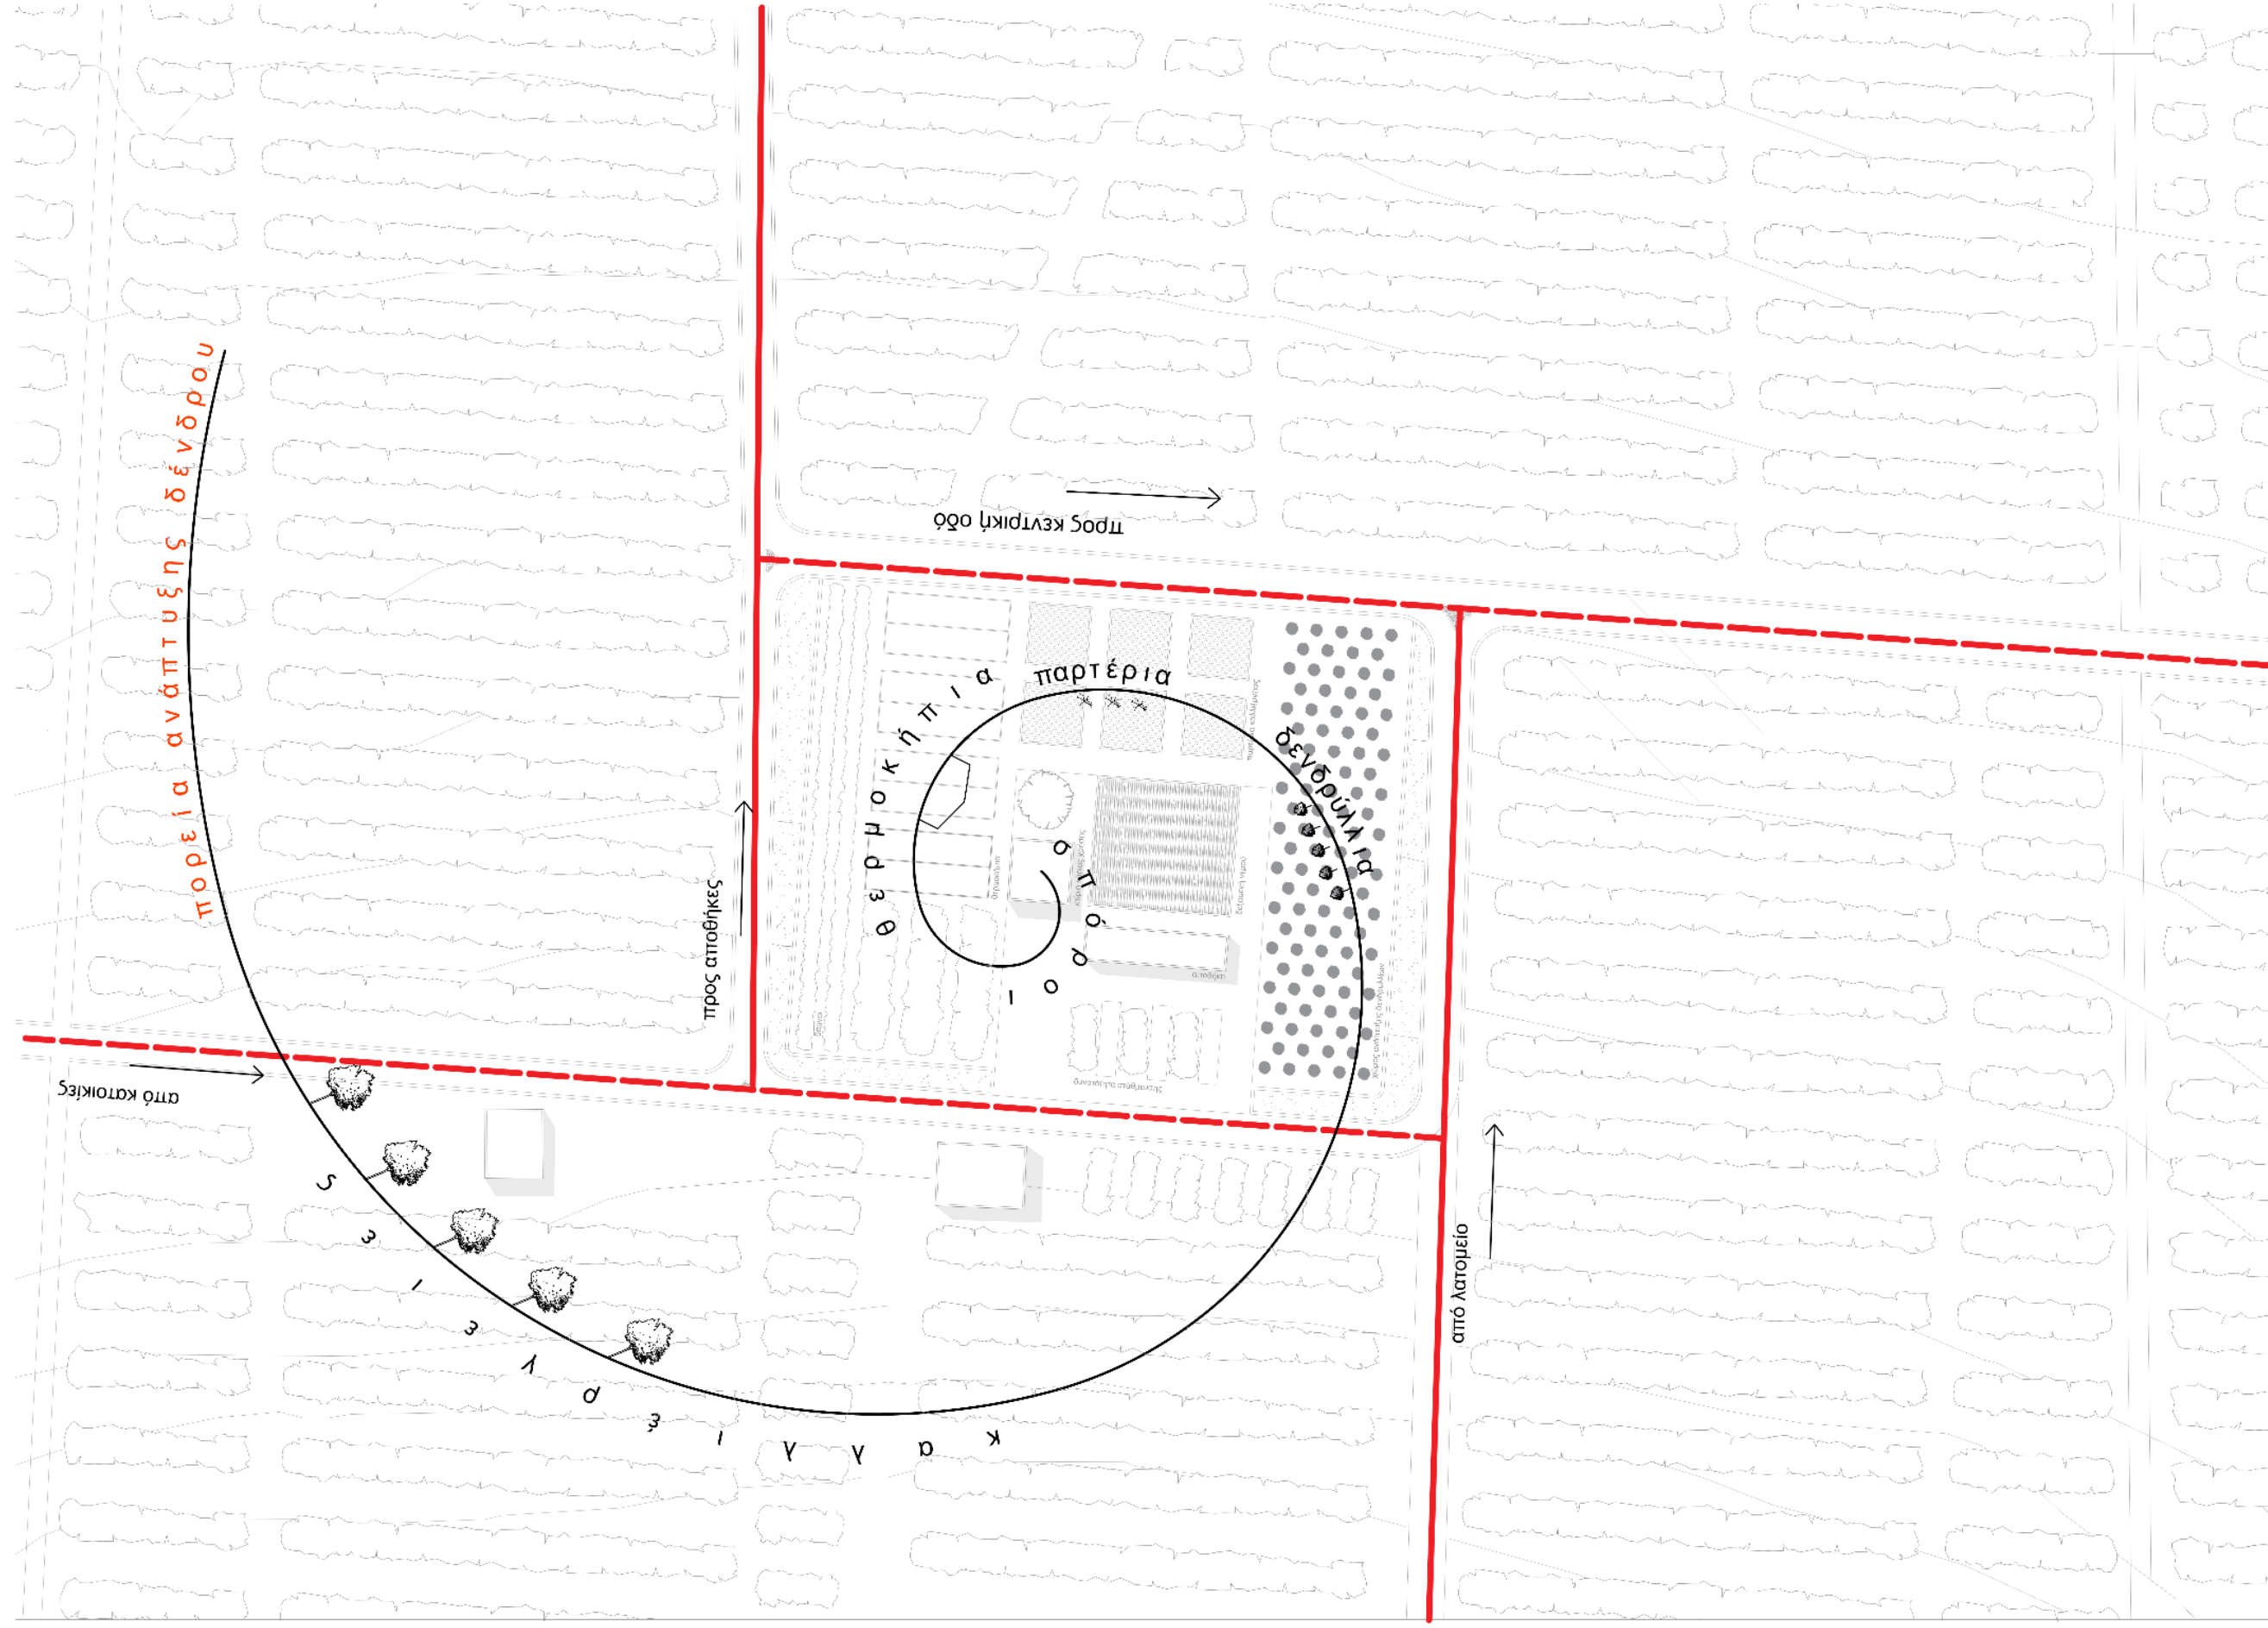 πορεία ανάπτυξης δένδρου
προς κεντρική οδό
προς αποθήκες
από κατοικίες
από λατομείο
σπόροι
θερμοκήπια
παρτέρια
δενδρύλλια
καλλιέργειες